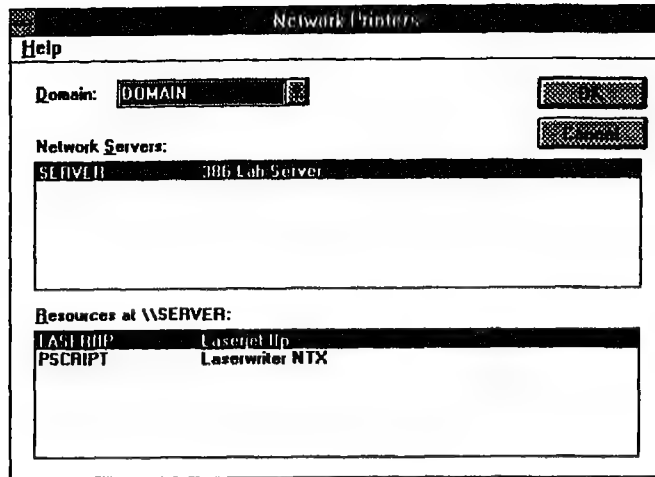 Network Printers
Help
Domain: DOMAIN
OK
Cancel
Network Servers:
SERVER 386 Lab Server
Resources at \\SERVER:
Laserjet IIp
PSCRIPT Laserwriter NTX